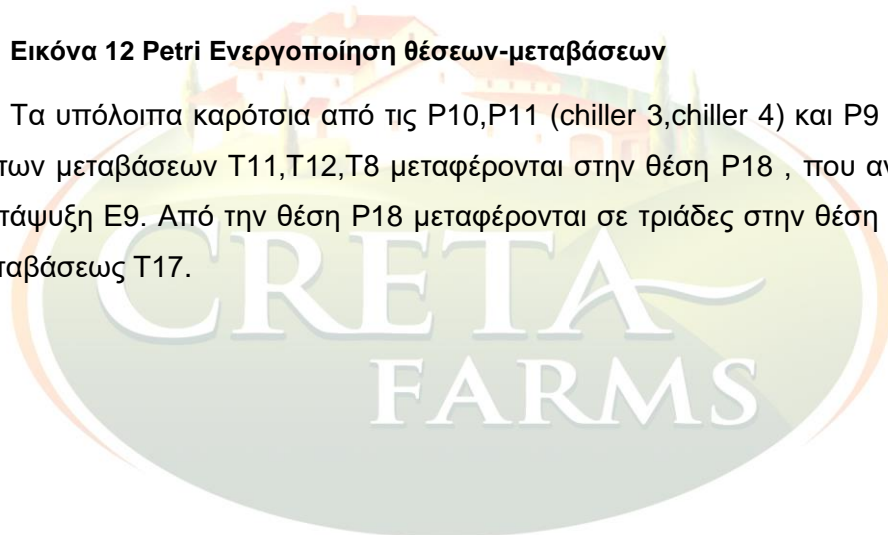 Εικόνα 12 Petri Ενεργοποίηση θέσεων-μεταβάσεων
Τα υπόλοιπα καρότσια από τις P10,P11 (chiller 3,chiller 4) και P9
των μεταβάσεων T11,T12,T8 μεταφέρονται στην θέση P18 , που αν
τάψυξη E9. Από την θέση P18 μεταφέρονται σε τριάδες στην θέση
ταβάσεως T17.
CRETA
FARMS